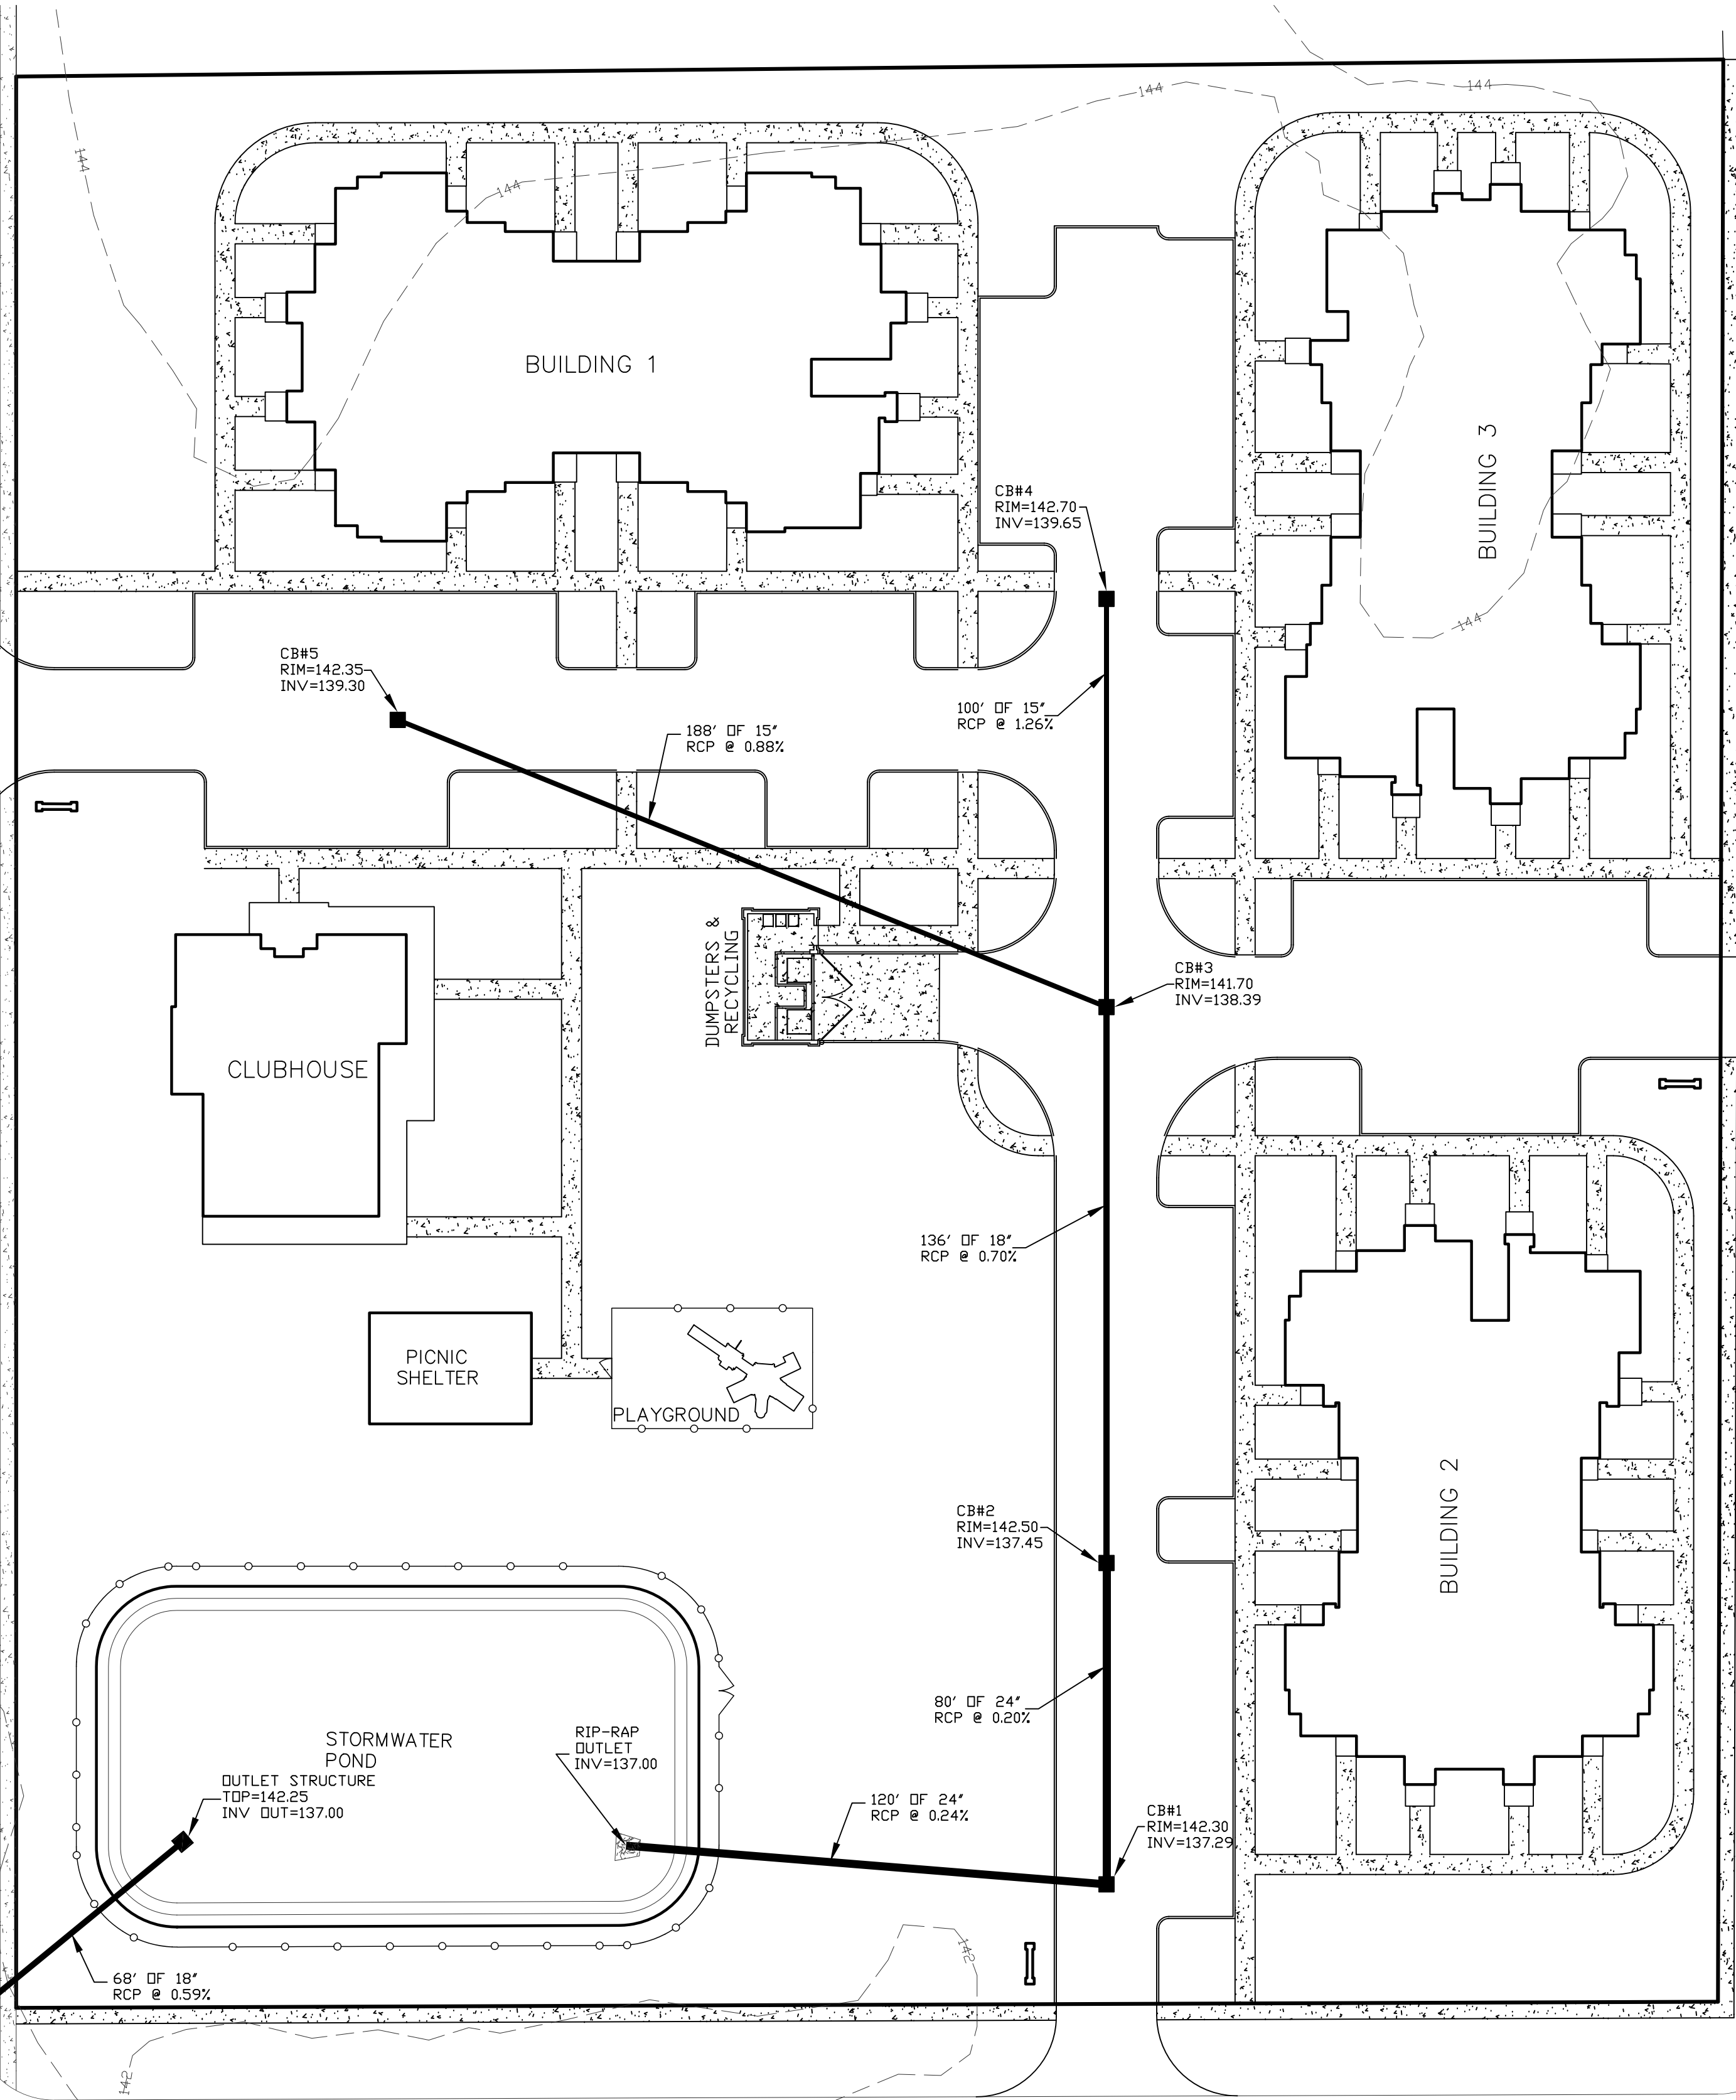 144
144
144
144
BUILDING 1
BUILDING 3
CB#4
RIM=142.70
INV=139.65
144
CB#5
RIM=142.35
INV=139.30
188' OF 15"
RCP @ 0.88%
100' OF 15"
RCP @ 1.26%
DUMPSTERS &
RECYCLING
CB#3
RIM=141.70
INV=138.39
CLUBHOUSE
136' OF 18"
RCP @ 0.70%
PICNIC
SHELTER
PLAYGROUND
CB#2
RIM=142.50
INV=137.45
BUILDING 2
80' OF 24"
RCP @ 0.20%
STORMWATER
POND
RIP-RAP
OUTLET
INV=137.00
OUTLET STRUCTURE
TOP=142.25
INV OUT=137.00
120' OF 24"
RCP @ 0.24%
CB#1
RIM=142.30
INV=137.29
142
68' OF 18"
RCP @ 0.59%
142